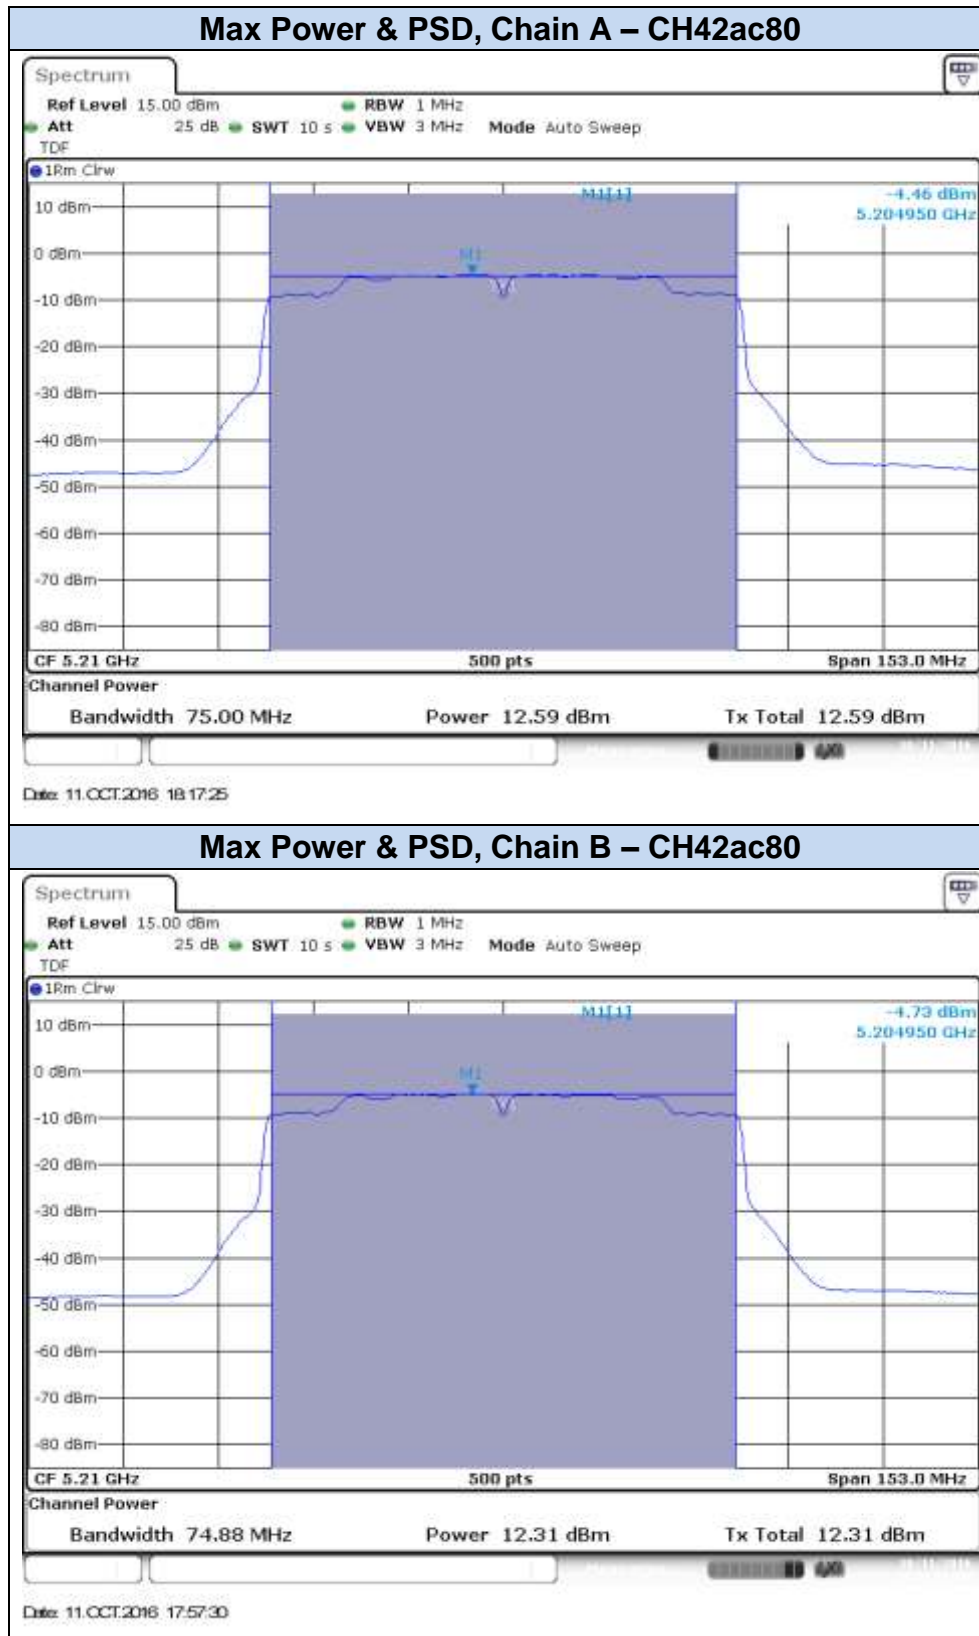 Max Power & PSD, Chain A – CH42ac80
Spectrum
Ref Level 15.00 dBm RBW 1 MHz
Att 25 dB SWT 10 s VBW 3 MHz Mode Auto Sweep
TDF
1Rm Clrw
M1[1] -4.46 dBm
5.204950 GHz
10 dBm
0 dBm
M1
-10 dBm
-20 dBm
-30 dBm
-40 dBm
-50 dBm
-60 dBm
-70 dBm
-80 dBm
CF 5.21 GHz 500 pts Span 153.0 MHz
Channel Power
Bandwidth 75.00 MHz Power 12.59 dBm Tx Total 12.59 dBm
Date: 11.OCT.2016 18:17:25
Max Power & PSD, Chain B – CH42ac80
Spectrum
Ref Level 15.00 dBm RBW 1 MHz
Att 25 dB SWT 10 s VBW 3 MHz Mode Auto Sweep
TDF
1Rm Clrw
M1[1] -4.73 dBm
5.204950 GHz
10 dBm
0 dBm
M1
-10 dBm
-20 dBm
-30 dBm
-40 dBm
-50 dBm
-60 dBm
-70 dBm
-80 dBm
CF 5.21 GHz 500 pts Span 153.0 MHz
Channel Power
Bandwidth 74.88 MHz Power 12.31 dBm Tx Total 12.31 dBm
Date: 11.OCT.2016 17:57:30